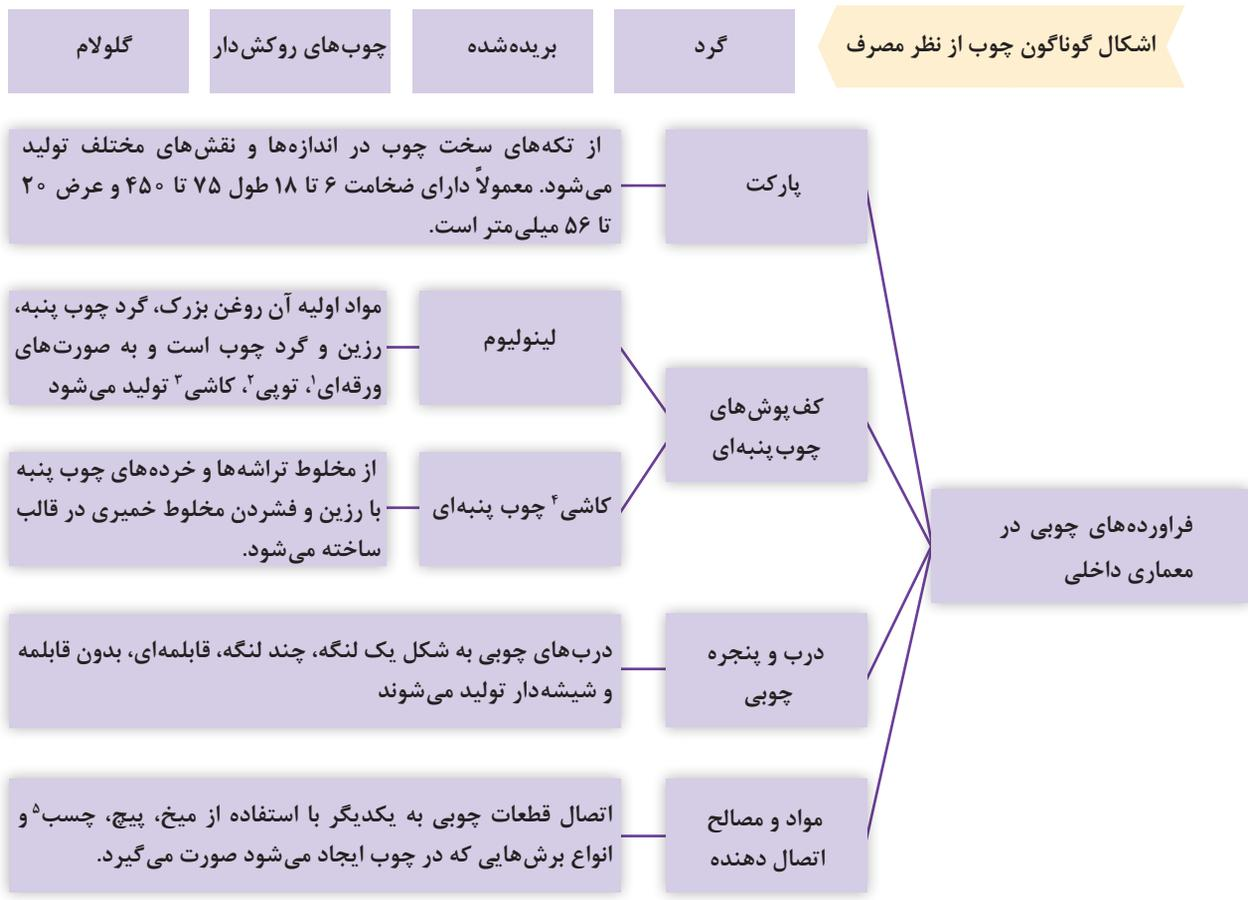 اشکال گوناگون چوب از نظر مصرف
گرد
بریده‌شده
چوب‌های روکش‌دار
گلولام
فراورده‌های چوبی در
معماری داخلی
پارکت
از تکه‌های سخت چوب در اندازه‌ها و نقش‌های مختلف تولید
می‌شود. معمولاً دارای ضخامت ۶ تا ۱۸ طول ۷۵ تا ۴۵۰ و عرض ۲۰
تا ۵۶ میلی‌متر است.
کف‌پوش‌های
چوب‌پنبه‌ای
لینولیوم
مواد اولیه آن روغن بزرک، گرد چوب پنبه،
رزین و گرد چوب است و به صورت‌های
ورقه‌ای۱، توپی۲، کاشی۳ تولید می‌شود
کاشی۴ چوب پنبه‌ای
از مخلوط تراشه‌ها و خرده‌های چوب پنبه
با رزین و فشردن مخلوط خمیری در قالب
ساخته می‌شود.
درب و پنجره
چوبی
درب‌های چوبی به شکل یک لنگه، چند لنگه، قابلمه‌ای، بدون قابلمه
و شیشه‌دار تولید می‌شوند
مواد و مصالح
اتصال دهنده
اتصال قطعات چوبی به یکدیگر با استفاده از میخ، پیچ، چسب۵ و
انواع برش‌هایی که در چوب ایجاد می‌شود صورت می‌گیرد.